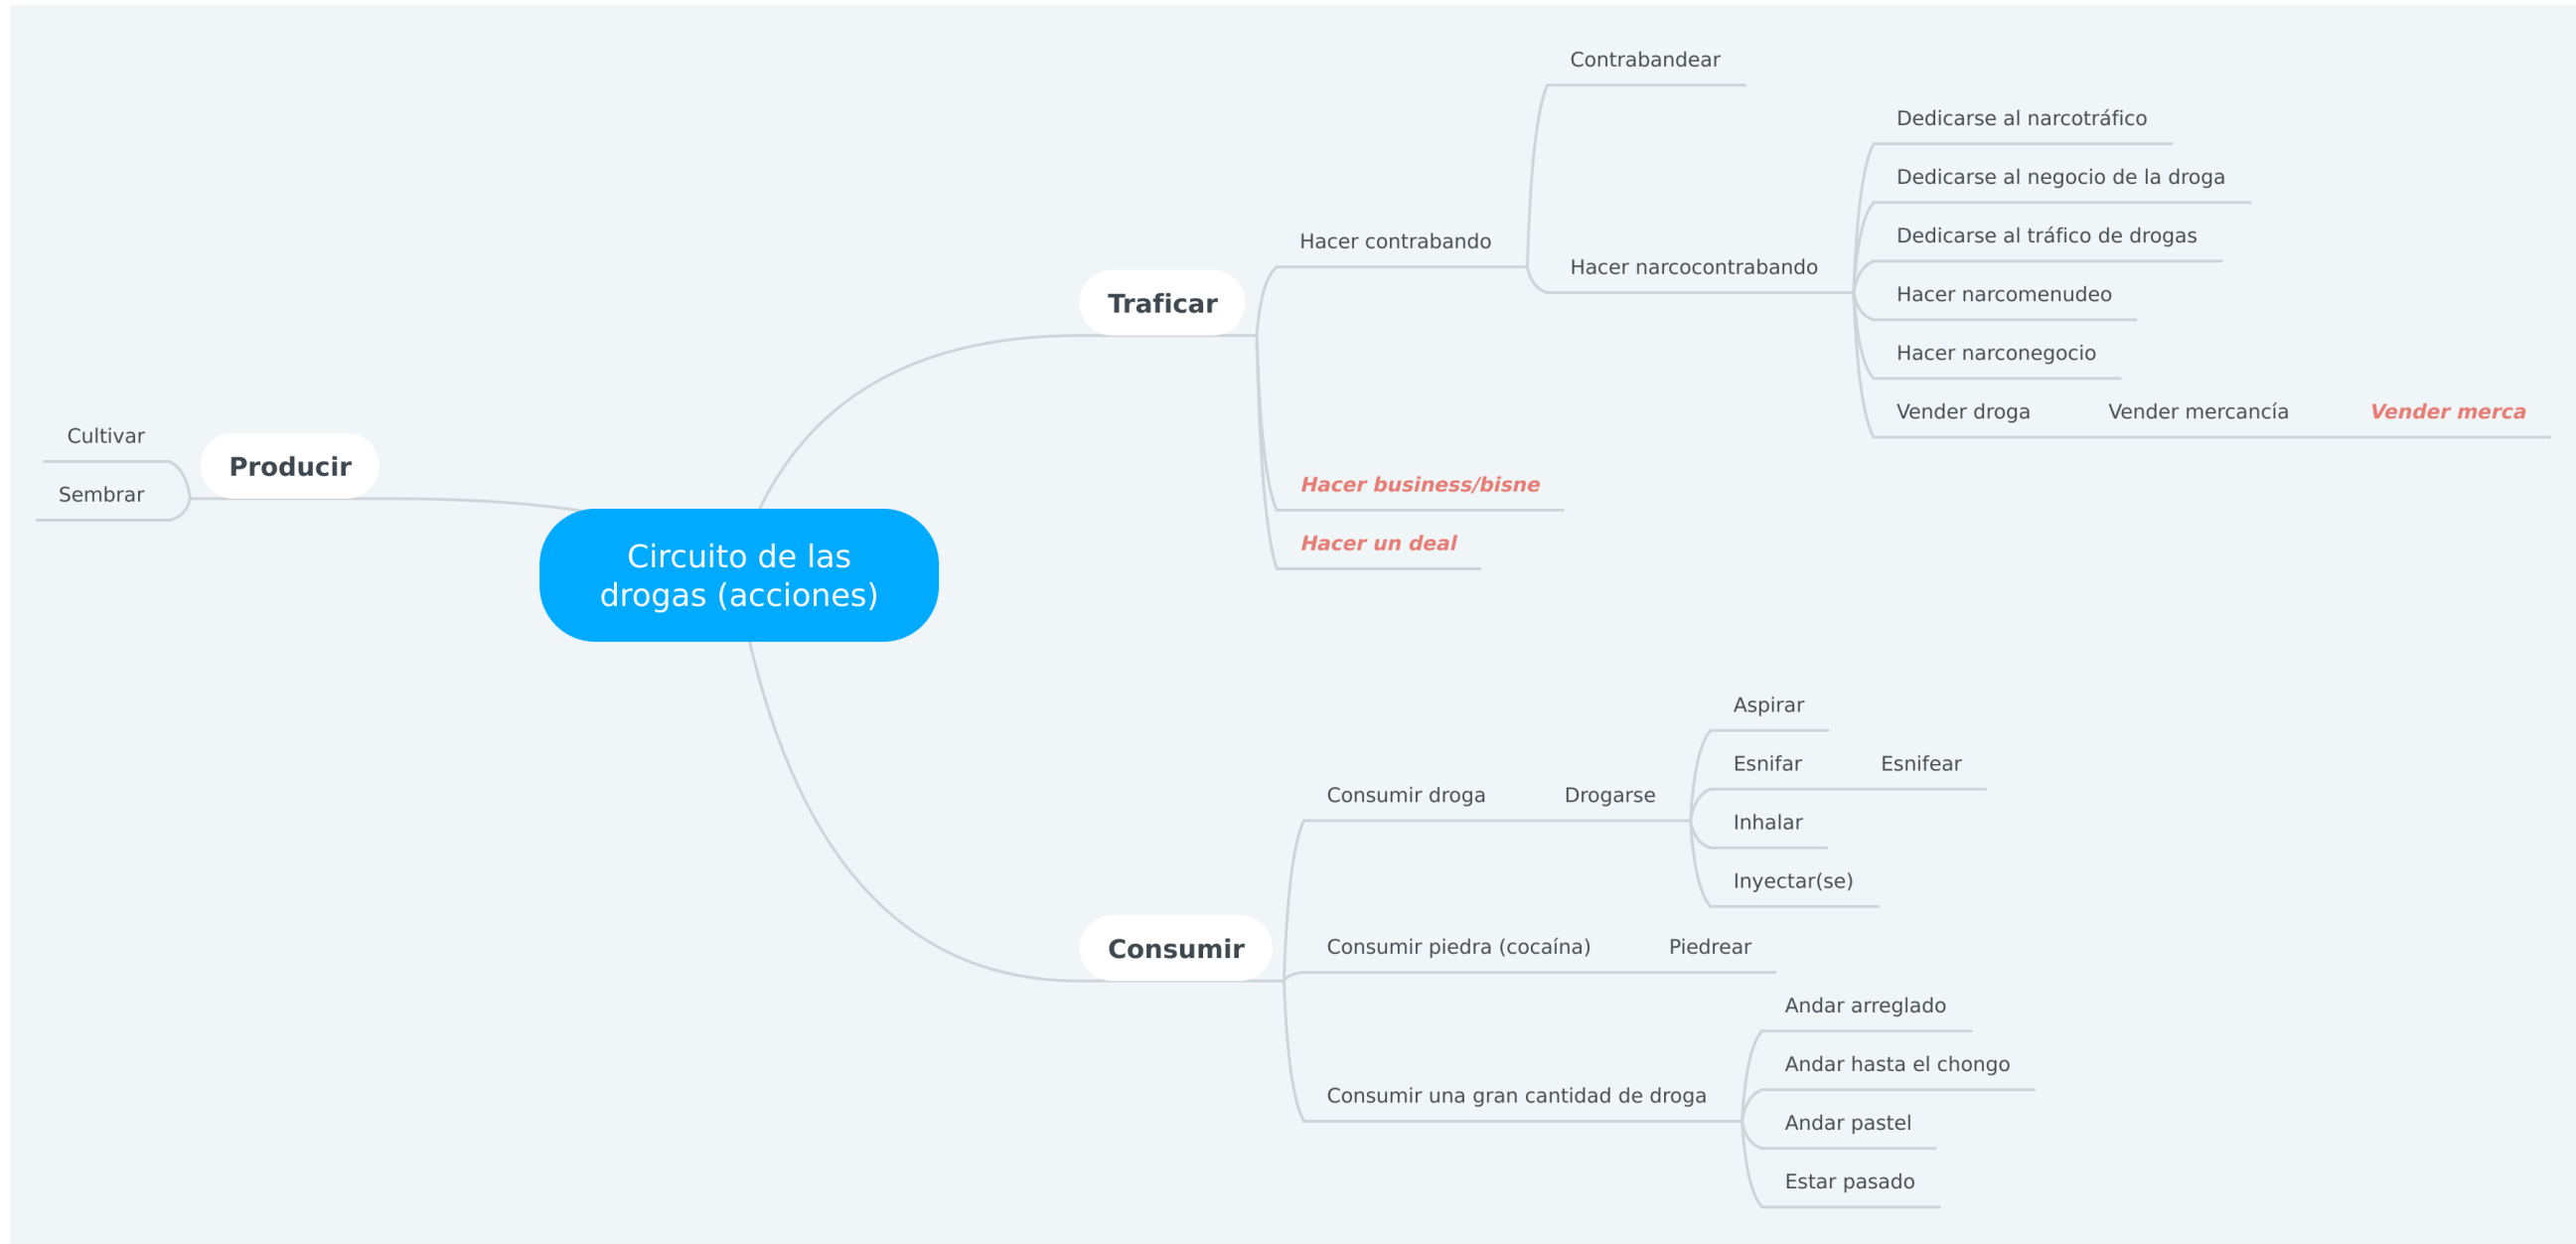 Circuito de las
drogas (acciones)
Producir
Cultivar
Sembrar
Traficar
Hacer contrabando
Contrabandear
Hacer narcocontrabando
Dedicarse al narcotráfico
Dedicarse al negocio de la droga
Dedicarse al tráfico de drogas
Hacer narcomenudeo
Hacer narconegocio
Vender droga
Vender mercancía
Vender merca
Hacer business/bisne
Hacer un deal
Consumir
Consumir droga
Drogarse
Aspirar
Esnifar
Esnifear
Inhalar
Inyectar(se)
Consumir piedra (cocaína)
Piedrear
Consumir una gran cantidad de droga
Andar arreglado
Andar hasta el chongo
Andar pastel
Estar pasado